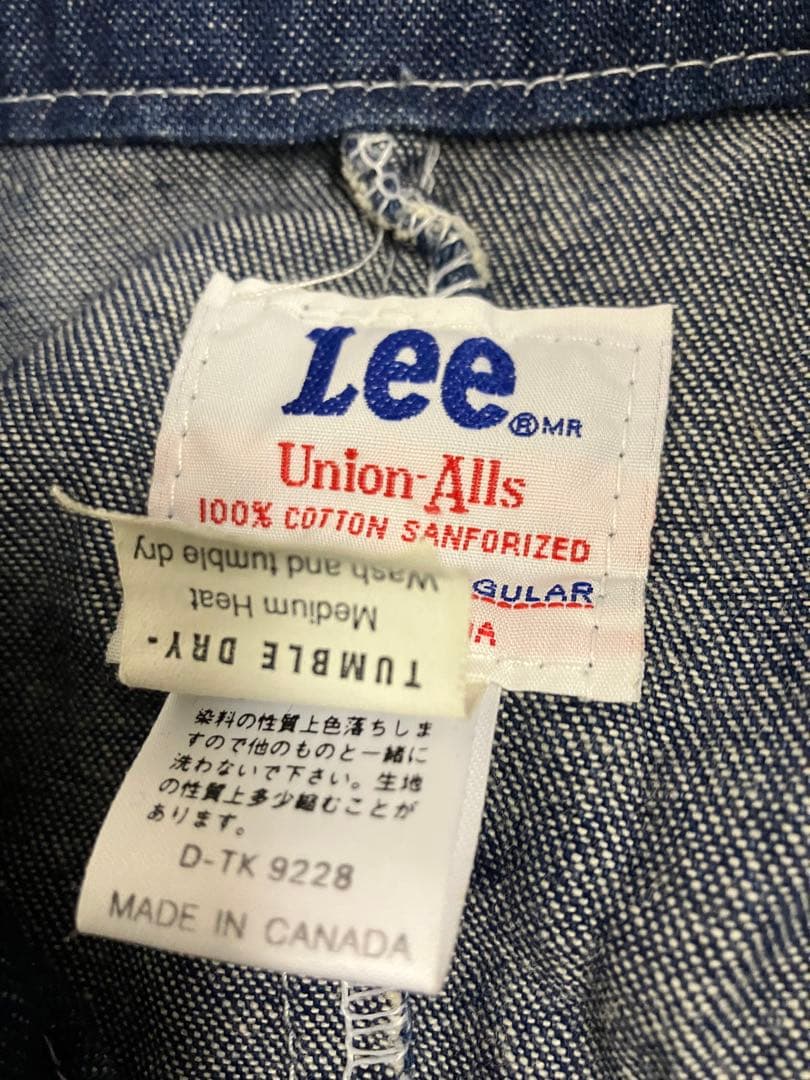 Lee ® MR
Union-Alls
100% COTTON SANFORIZED
GULAR
TUMBLE DRY-
Medium Heat
Wash and tumble dry
染料の性質上色落ちしま
すので他のものと一緒に
洗わないで下さい。生地
の性質上多少縮むことが
あります。
D-TK 9228
MADE IN CANADA